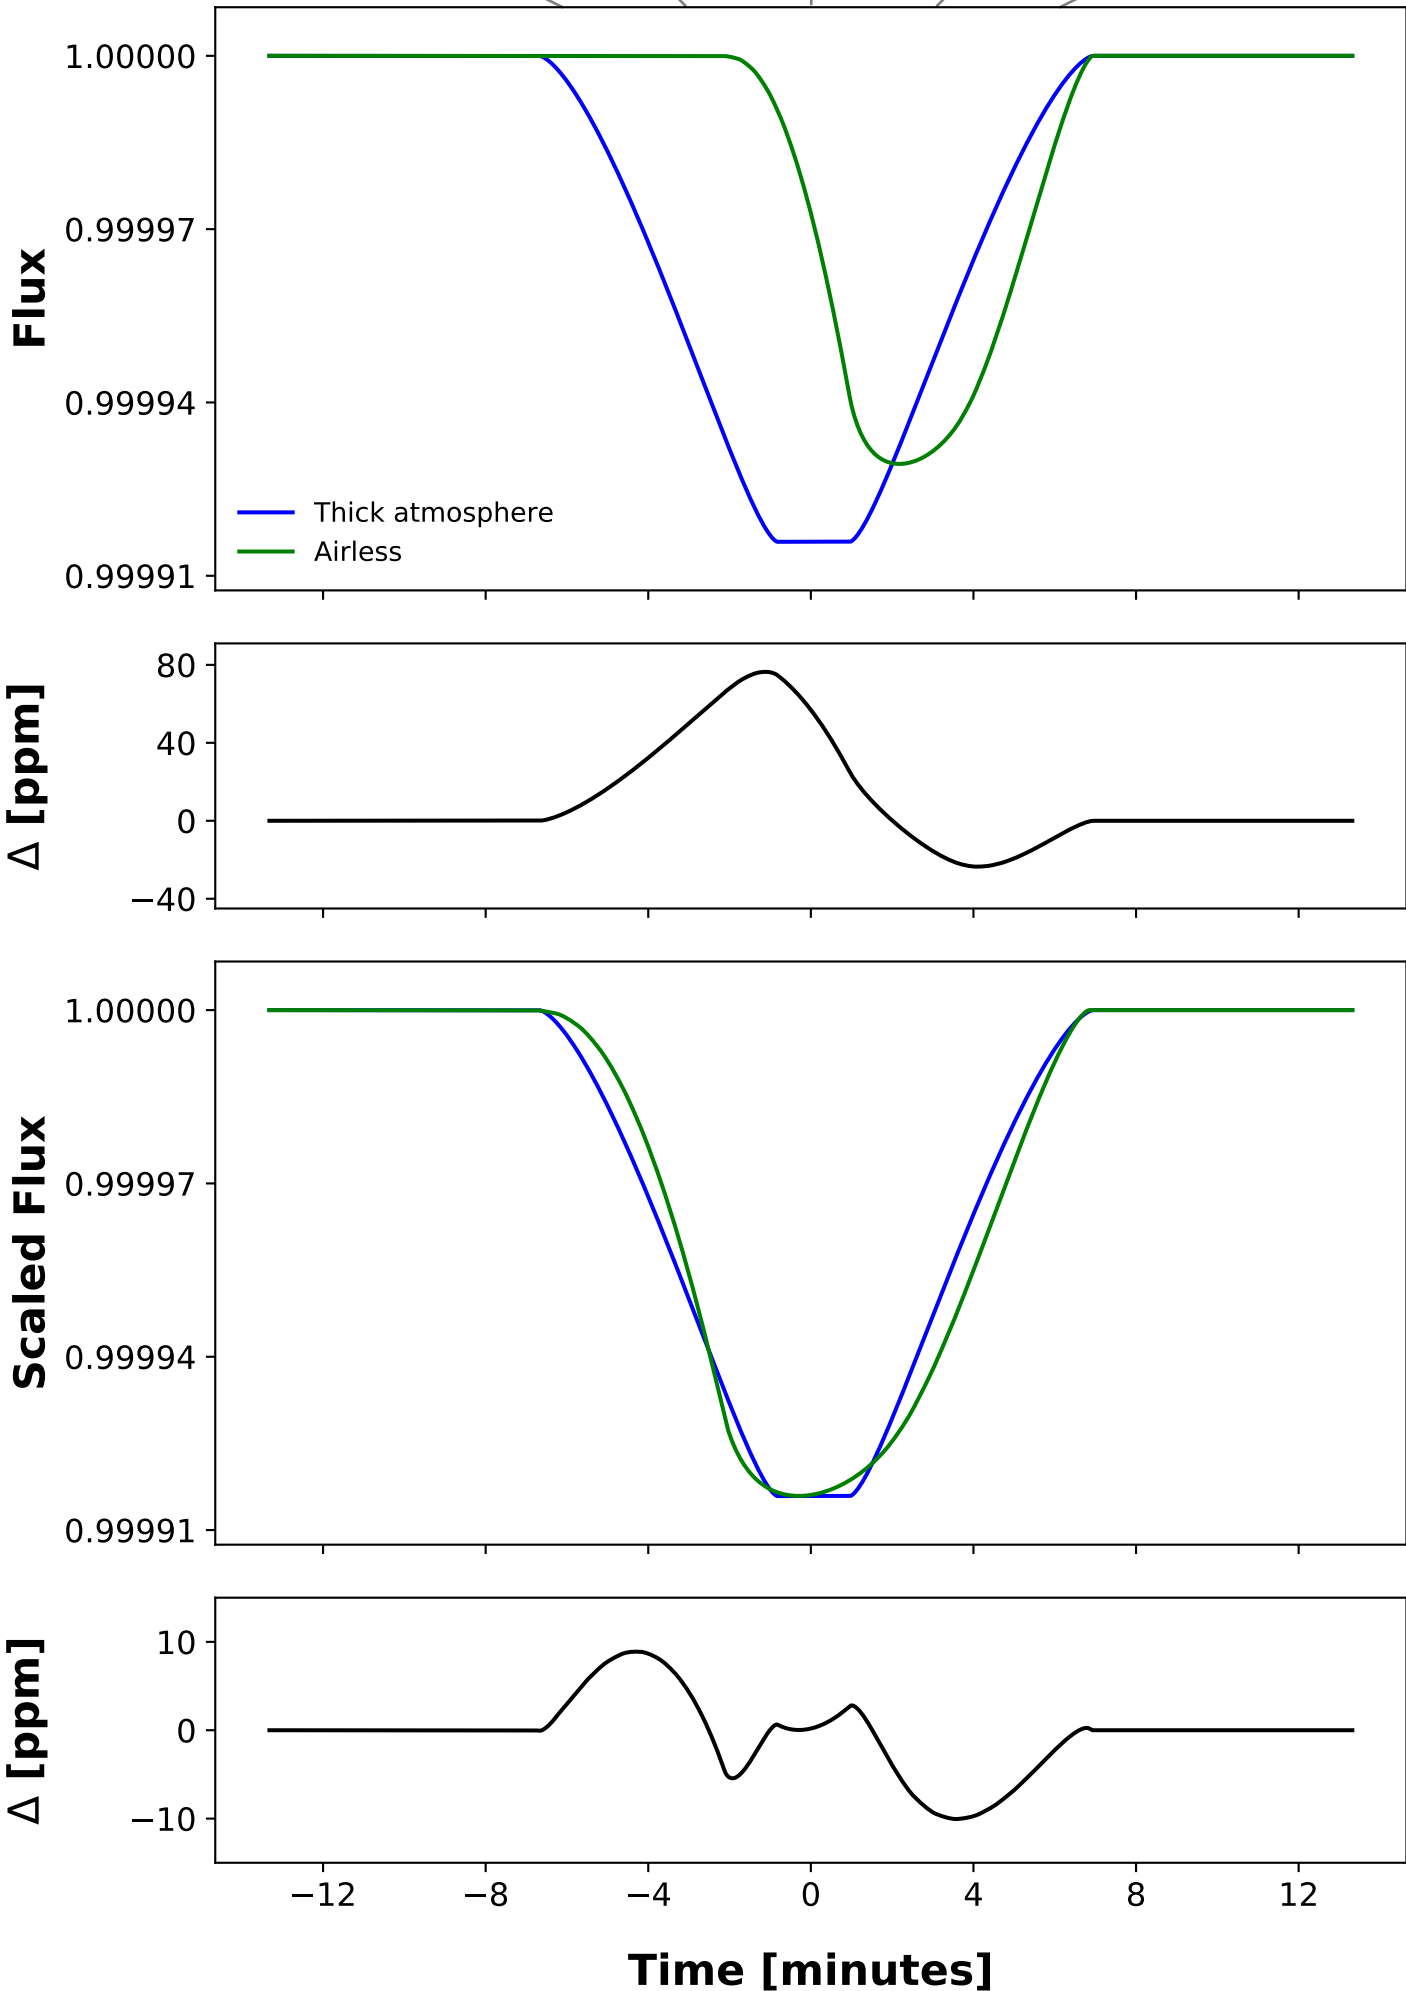 Flux
1.00000
0.99997
0.99994
0.99991
Thick atmosphere
Airless
Δ [ppm]
80
40
0
−40
Scaled Flux
1.00000
0.99997
0.99994
0.99991
Δ [ppm]
10
0
−10
−12 −8 −4 0 4 8 12
Time [minutes]